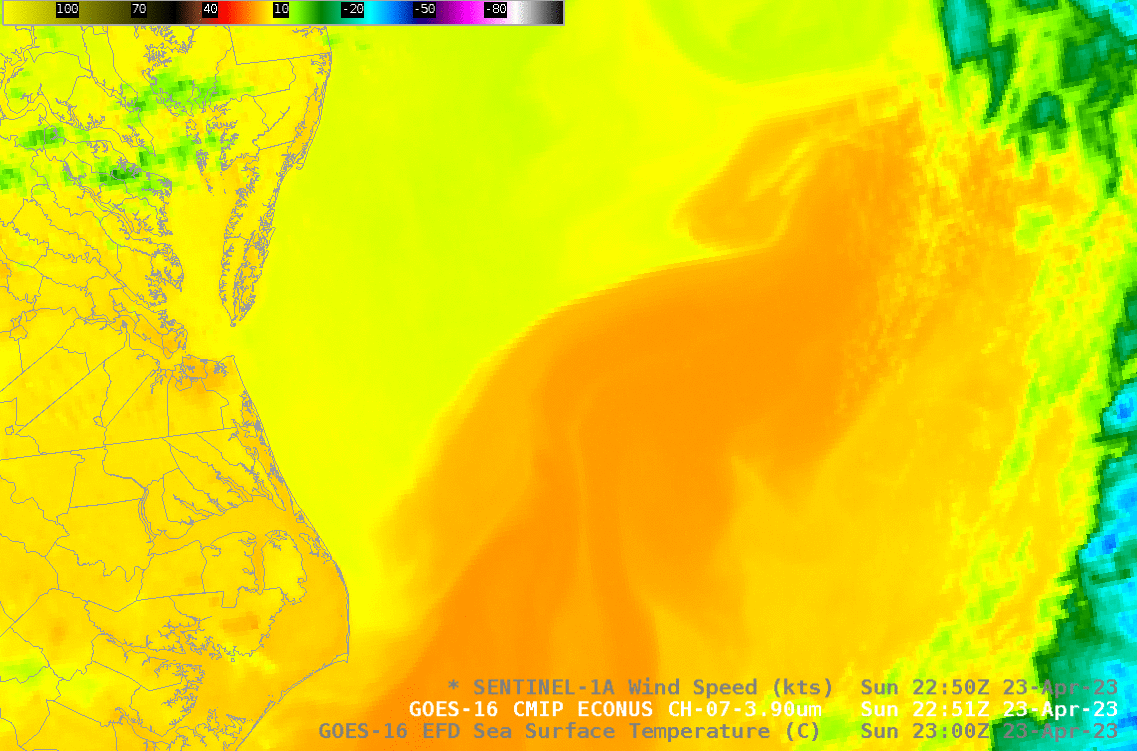 100 70 40 10 -20 -50 -80
* SENTINEL-1A Wind Speed (kts) Sun 22:50Z 23-Apr-23
GOES-16 CMIP ECONUS CH-07-3.90um Sun 22:51Z 23-Apr-23
GOES-16 EFD Sea Surface Temperature (C) Sun 23:00Z 23-Apr-23